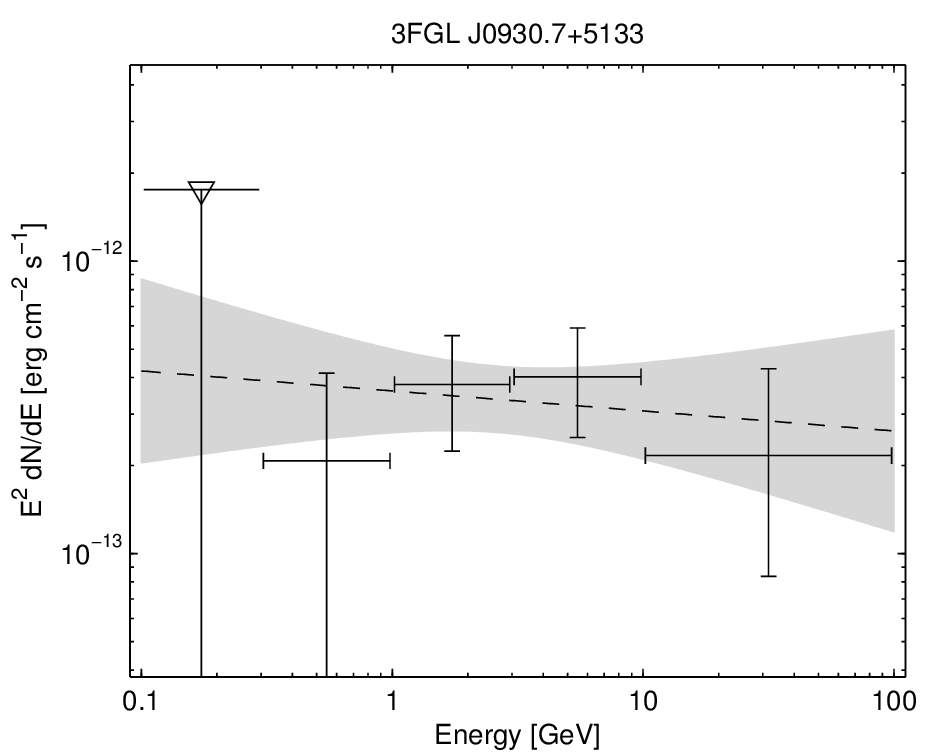 3FGL J0930.7+5133
E² dN/dE [erg cm⁻² s⁻¹]
10⁻¹²
10⁻¹³
0.1 1 10 100
Energy [GeV]